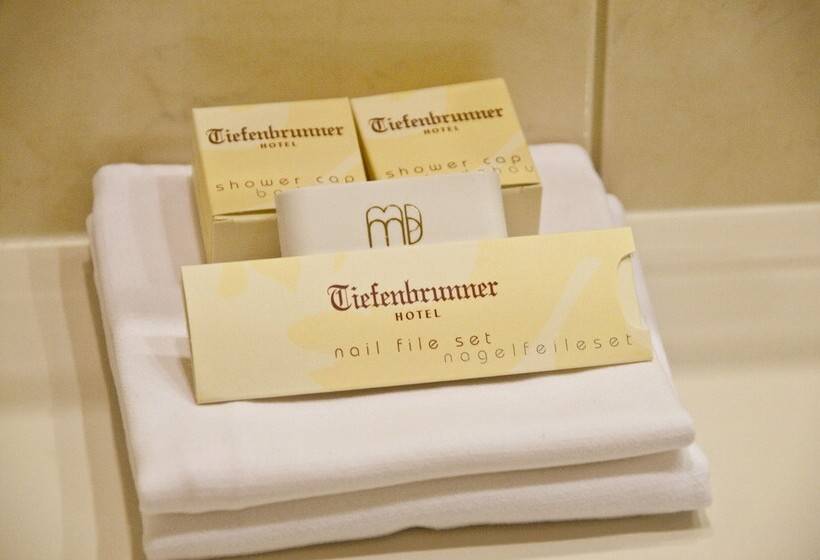 Tiefenbrunner
HOTEL
shower cap
Tiefenbrunner
HOTEL
shower cap
Tiefenbrunner
HOTEL
nail file set
nagelfeileset